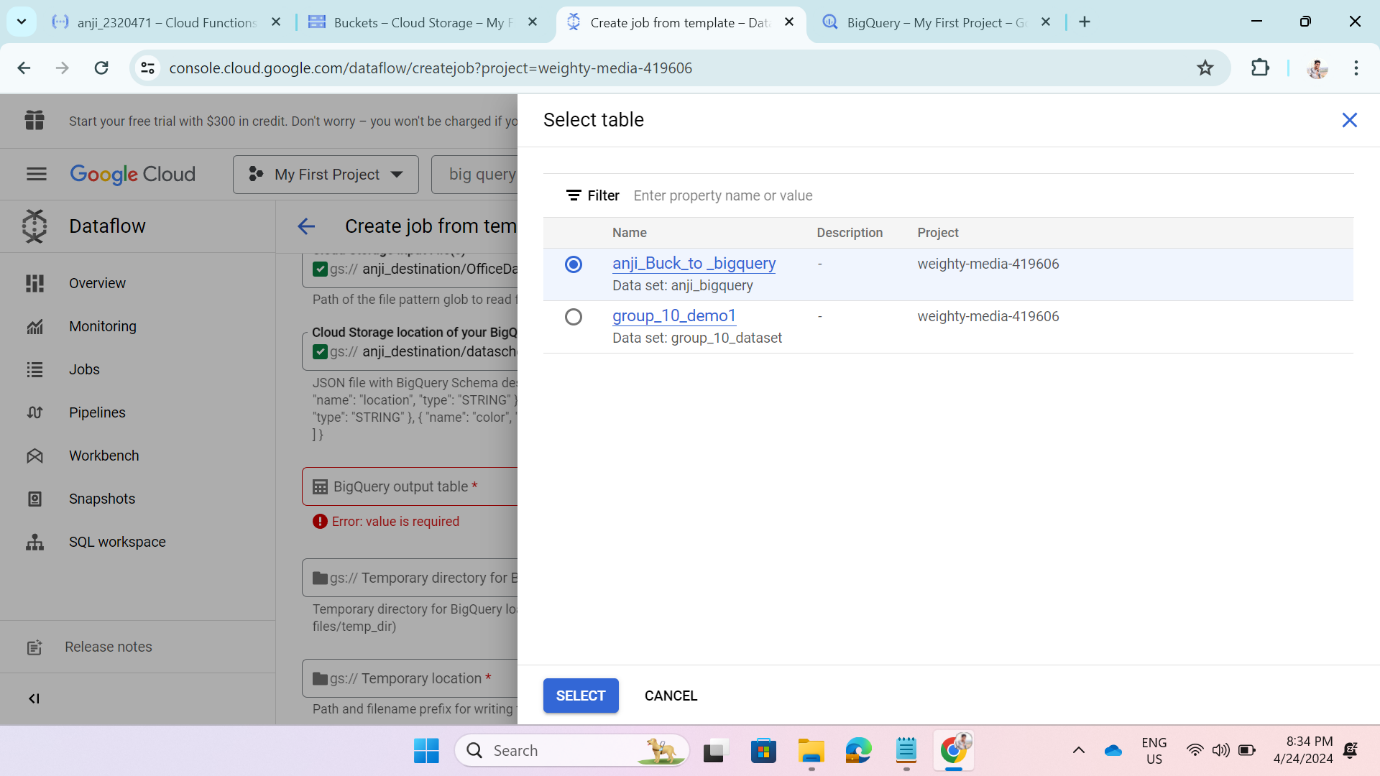 anji_2320471 – Cloud Functions
Buckets – Cloud Storage – My F
Create job from template – Dat
BigQuery – My First Project – G
console.cloud.google.com/dataflow/createjob?project=weighty-media-419606
Start your free trial with $300 in credit. Don't worry – you won't be charged if yo
Google Cloud
My First Project
big query
Dataflow
Overview
Monitoring
Jobs
Pipelines
Workbench
Snapshots
SQL workspace
Release notes
Create job from tem
gs:// anji_destination/OfficeDa
Path of the file pattern glob to read f
Cloud Storage location of your BigQ
gs:// anji_destination/datasch
JSON file with BigQuery Schema des
"name": "location", "type": "STRING" }
"type": "STRING" }, { "name": "color", "
] }
BigQuery output table *
Error: value is required
gs:// Temporary directory for B
Temporary directory for BigQuery lo
files/temp_dir)
gs:// Temporary location *
Path and filename prefix for writing
Select table
Filter Enter property name or value
Name Description Project
anji_Buck_to _bigquery - weighty-media-419606
Data set: anji_bigquery
group_10_demo1 - weighty-media-419606
Data set: group_10_dataset
SELECT CANCEL
Search
ENG
US
8:34 PM
4/24/2024